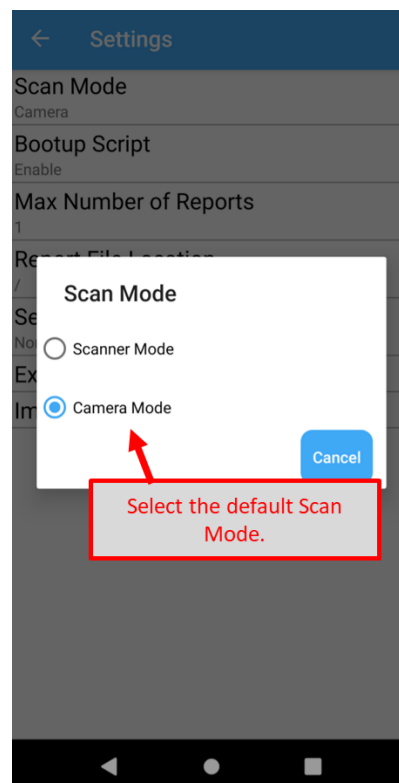 Settings
Scan Mode
Camera
Bootup Script
Enable
Max Number of Reports
1
/
Scan Mode
Scanner Mode
Camera Mode
Cancel
Select the default Scan
Mode.